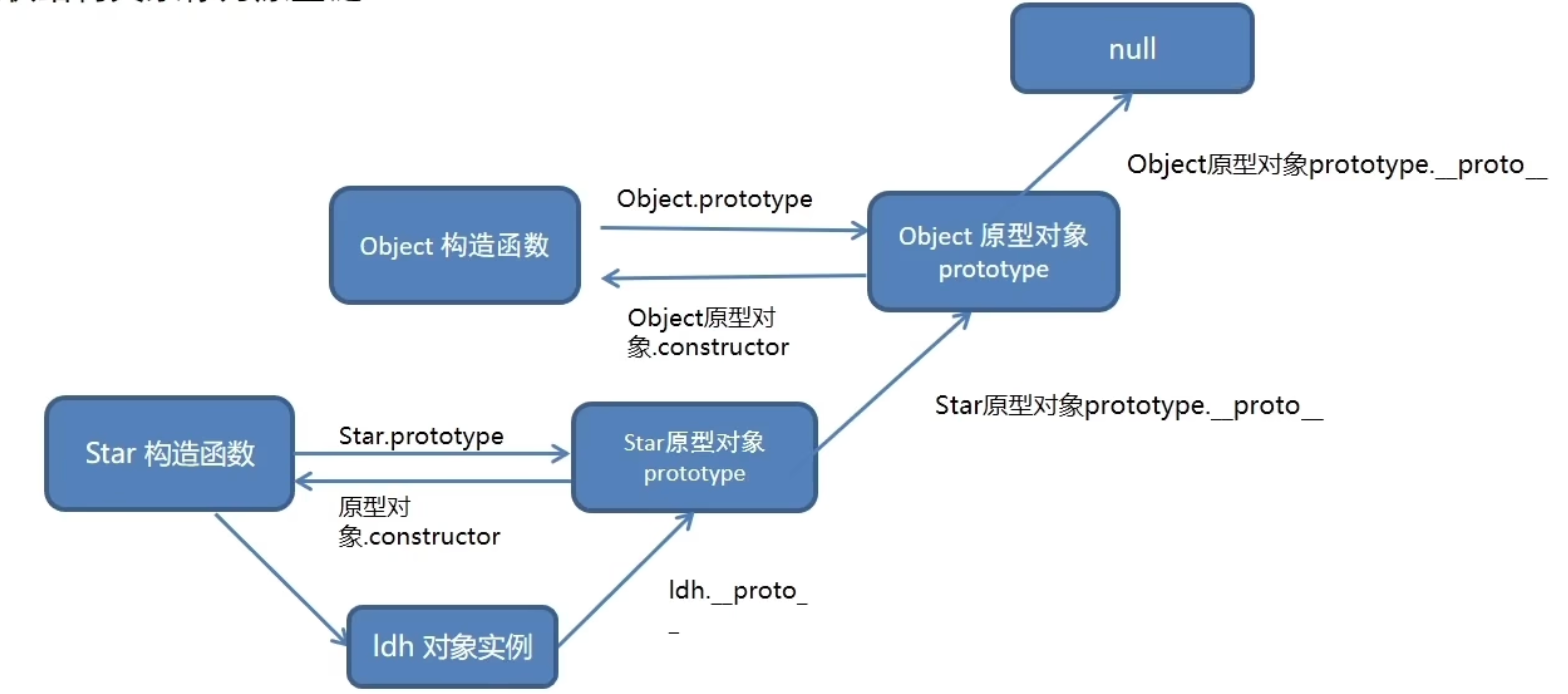 null
Object原型对象prototype.__proto__
Object.prototype
Object 构造函数
Object 原型对象
prototype
Object原型对
象.constructor
Star原型对象prototype.__proto__
Star 构造函数
Star.prototype
Star原型对象
prototype
原型对
象.constructor
ldh.__proto_
_
ldh 对象实例